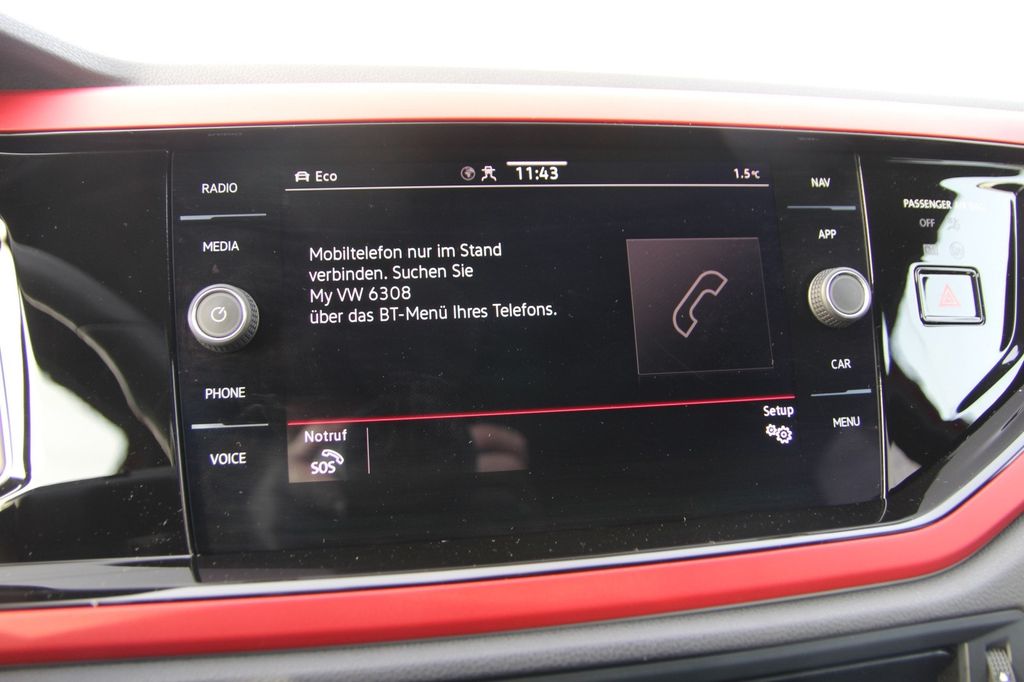 RADIO
MEDIA
PHONE
VOICE
Eco
11:43
1.5°C
Mobiltelefon nur im Stand
verbinden. Suchen Sie
My VW 6308
über das BT-Menü Ihres Telefons.
Notruf
SOS
Setup
NAV
APP
CAR
MENU
PASSENGER
OFF